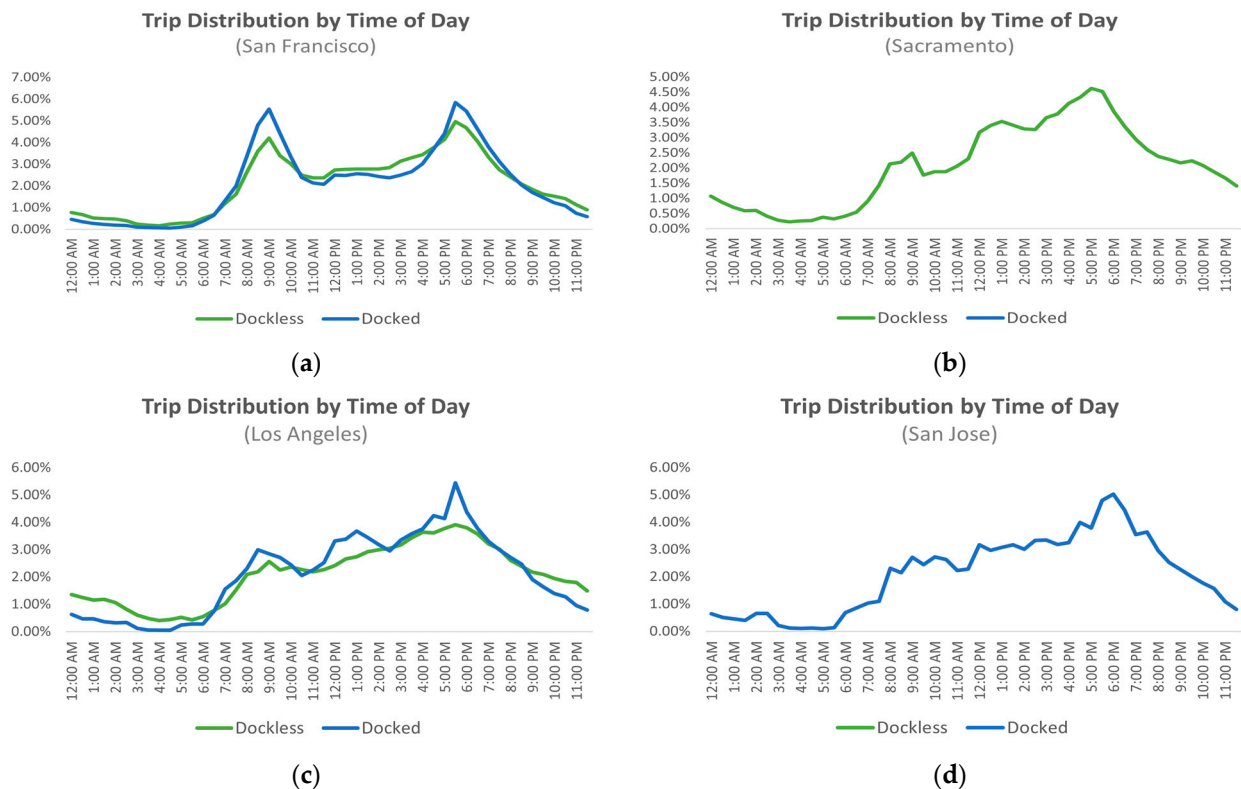 Trip Distribution by Time of Day
(San Francisco)
7.00%
6.00%
5.00%
4.00%
3.00%
2.00%
1.00%
0.00%
12:00 AM
1:00 AM
2:00 AM
3:00 AM
4:00 AM
5:00 AM
6:00 AM
7:00 AM
8:00 AM
9:00 AM
10:00 AM
11:00 AM
12:00 PM
1:00 PM
2:00 PM
3:00 PM
4:00 PM
5:00 PM
6:00 PM
7:00 PM
8:00 PM
9:00 PM
10:00 PM
11:00 PM
Dockless Docked
(a)
Trip Distribution by Time of Day
(Sacramento)
5.00%
4.50%
4.00%
3.50%
3.00%
2.50%
2.00%
1.50%
1.00%
0.50%
0.00%
12:00 AM
1:00 AM
2:00 AM
3:00 AM
4:00 AM
5:00 AM
6:00 AM
7:00 AM
8:00 AM
9:00 AM
10:00 AM
11:00 AM
12:00 PM
1:00 PM
2:00 PM
3:00 PM
4:00 PM
5:00 PM
6:00 PM
7:00 PM
8:00 PM
9:00 PM
10:00 PM
11:00 PM
Dockless Docked
(b)
Trip Distribution by Time of Day
(Los Angeles)
6.00%
5.00%
4.00%
3.00%
2.00%
1.00%
0.00%
12:00 AM
1:00 AM
2:00 AM
3:00 AM
4:00 AM
5:00 AM
6:00 AM
7:00 AM
8:00 AM
9:00 AM
10:00 AM
11:00 AM
12:00 PM
1:00 PM
2:00 PM
3:00 PM
4:00 PM
5:00 PM
6:00 PM
7:00 PM
8:00 PM
9:00 PM
10:00 PM
11:00 PM
Dockless Docked
(c)
Trip Distribution by Time of Day
(San Jose)
6.00%
5.00%
4.00%
3.00%
2.00%
1.00%
0.00%
12:00 AM
1:00 AM
2:00 AM
3:00 AM
4:00 AM
5:00 AM
6:00 AM
7:00 AM
8:00 AM
9:00 AM
10:00 AM
11:00 AM
12:00 PM
1:00 PM
2:00 PM
3:00 PM
4:00 PM
5:00 PM
6:00 PM
7:00 PM
8:00 PM
9:00 PM
10:00 PM
11:00 PM
Dockless Docked
(d)